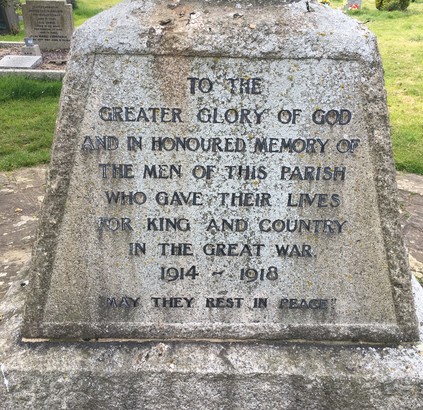 TO THE
GREATER GLORY OF GOD
AND IN HONOURED MEMORY OF
THE MEN OF THIS PARISH
WHO GAVE THEIR LIVES
FOR KING AND COUNTRY
IN THE GREAT WAR.
1914 - 1918
"MAY THEY REST IN PEACE"